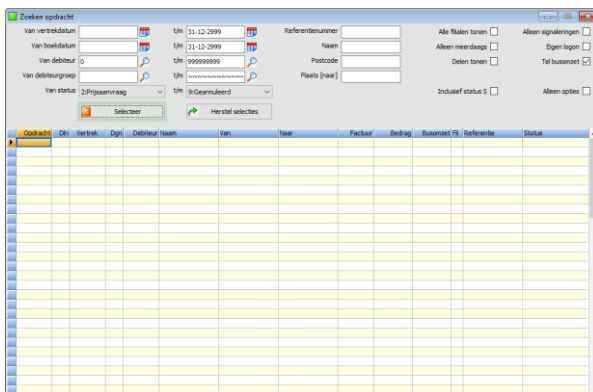 Zoeken opdracht
Van vertrekdatum t/m 31-12-2999 Referentienummer Alle filialen tonen Alleen signaleringen
Van boekdatum t/m 31-12-2999 Naam Alleen meerdaags Eigen logon
Van debiteur 0 t/m 999999999 Postcode Delen tonen Tel busomzet
Van debiteurgroep t/m ~~~~~~~~~~~~ Plaats [naar]
Van status 2:Prijsaanvraag t/m 9:Geannuleerd Inclusief status S Alleen opties
Selecteer Herstel selecties
Opdracht Dln Vertrek Dgn Debiteur Naam Van Naar Factuur Bedrag Busomzet Fil Referentie Status